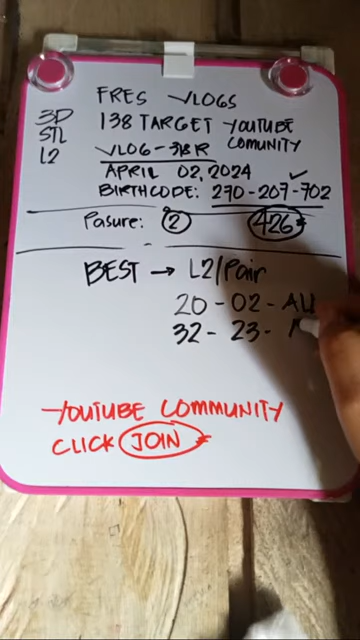 FRES VLOGS
3D
STL
L2
138 TARGET YOUTUBE
VLOG - 3BR COMUNITY
APRIL 02, 2024
BIRTHCODE: 270-207-702
Pasure: 2 426
BEST → L2/Pair
20 - 02 - ALL
32 - 23 -
YOUTUBE COMMUNITY
CLICK JOIN